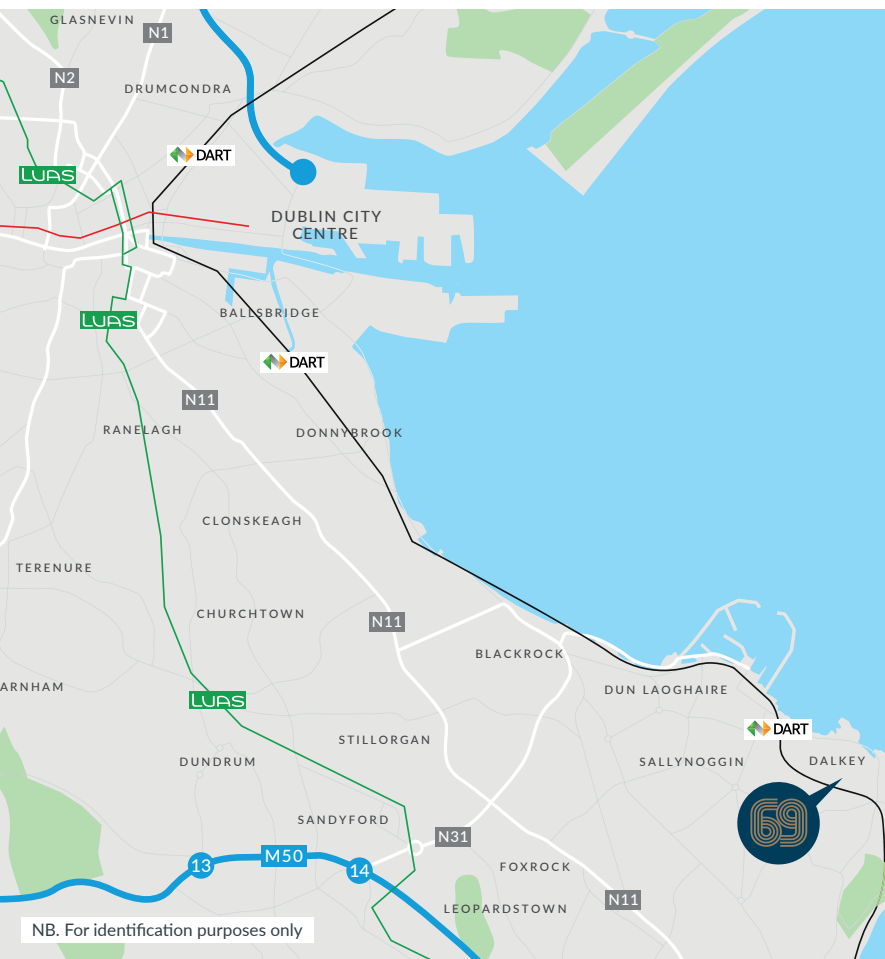 GLASNEVIN
N1
N2
DRUMCONDRA
DART
LUAS
DUBLIN CITY
CENTRE
BALLSBRIDGE
LUAS
DART
N11
RANELAGH
DONNYBROOK
CLONSKEAGH
TERENURE
CHURCHTOWN
N11
BLACKROCK
ARNHAM
DUN LAOGHAIRE
LUAS
DART
STILLORGAN
DUNDRUM
SALLYNOGGIN
DALKEY
SANDYFORD
69
N31
M50
13
14
FOXROCK
N11
LEOPARDSTOWN
NB. For identification purposes only